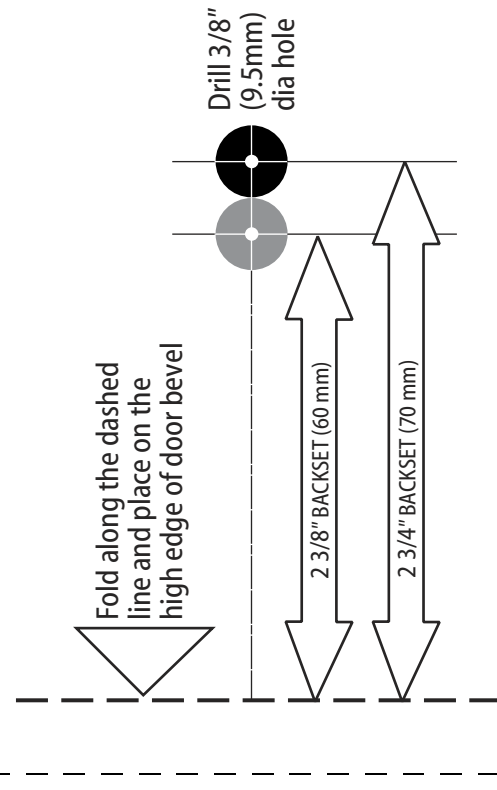 Drill 3/8"
(9.5mm)
dia hole
Fold along the dashed
line and place on the
high edge of door bevel
2 3/8" BACKSET (60 mm)
2 3/4" BACKSET (70 mm)